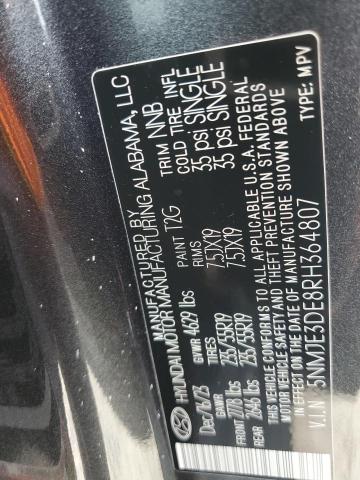 HYUNDAI MOTOR MANUFACTURING ALABAMA, LLC
MANUFACTURED BY
Dec/16/23 GVWR 4629 lbs PAINT T2G TRIM NNB
GAWR TIRES RIMS COLD TIRE INFL
FRONT 2778 lbs 235/55R19 7.5JX19 35 psi SINGLE
REAR 2646 lbs 235/55R19 7.5JX19 35 psi SINGLE
THIS VEHICLE CONFORMS TO ALL APPLICABLE U.S.A. FEDERAL
MOTOR VEHICLE SAFETY AND THEFT PREVENTION STANDARDS
IN EFFECT ON THE DATE OF MANUFACTURE SHOWN ABOVE.
V.I.N 5NMJE3DE8RH364807 TYPE: MPV